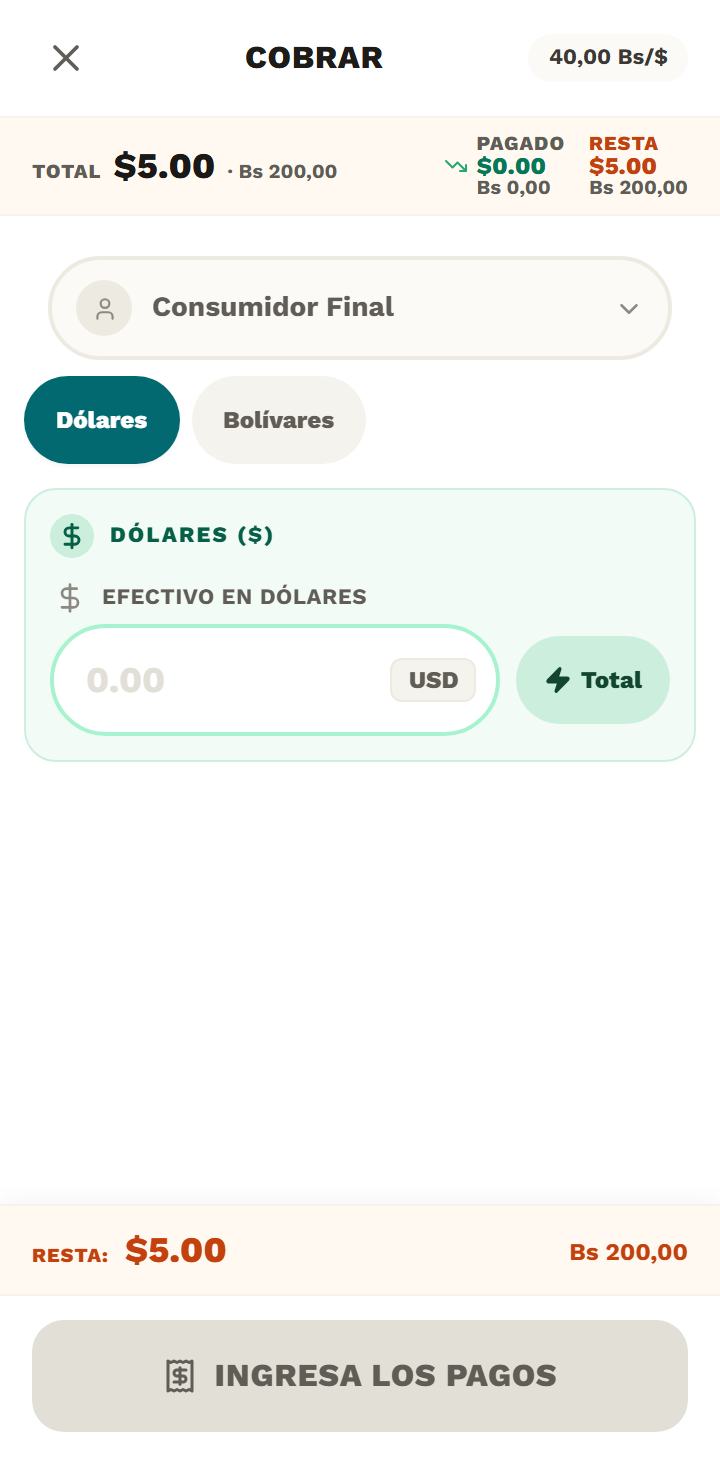 COBRAR
40,00 Bs/$
TOTAL $5.00 · Bs 200,00
PAGADO
$0.00
Bs 0,00
RESTA
$5.00
Bs 200,00
Consumidor Final
Dólares
Bolívares
DÓLARES ($)
EFECTIVO EN DÓLARES
0.00
USD
Total
RESTA: $5.00
Bs 200,00
INGRESA LOS PAGOS